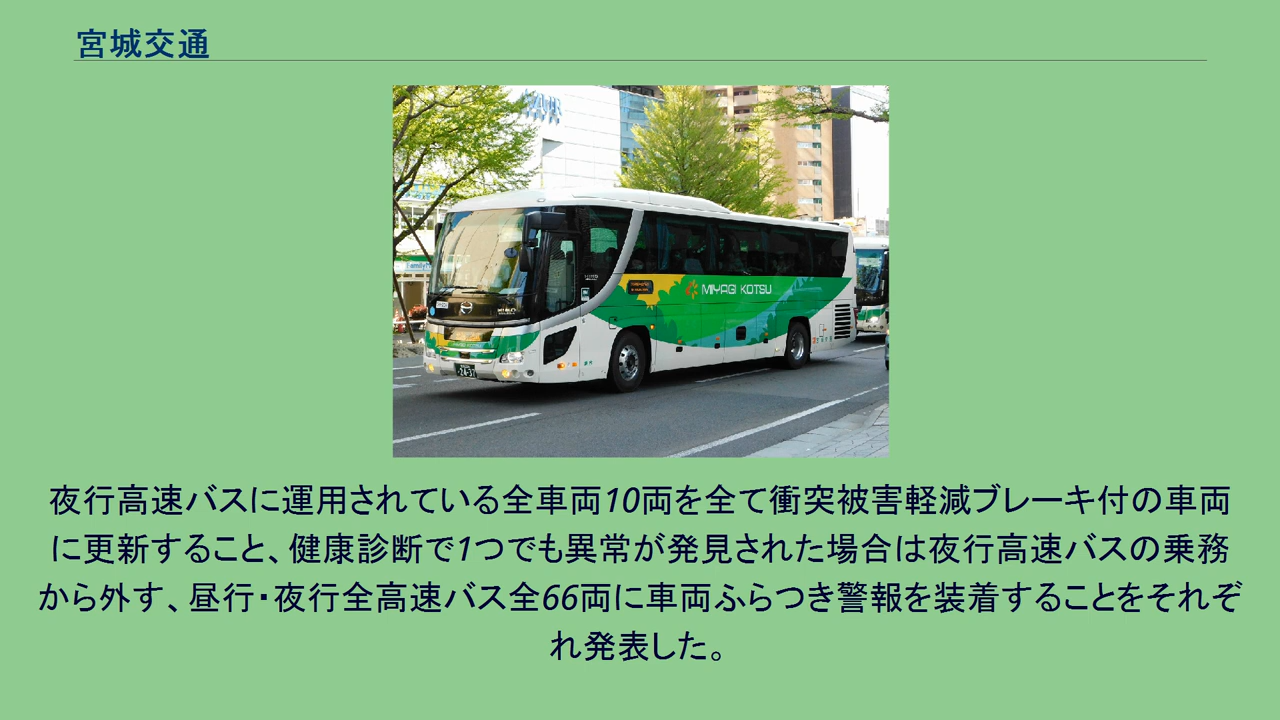 宮城交通
MIYAGI KOTSU
夜行高速バスに運用されている全車両10両を全て衝突被害軽減ブレーキ付の車両
に更新すること、健康診断で1つでも異常が発見された場合は夜行高速バスの乗務
から外す、昼行・夜行全高速バス全66両に車両ふらつき警報を装着することをそれぞ
れ発表した。